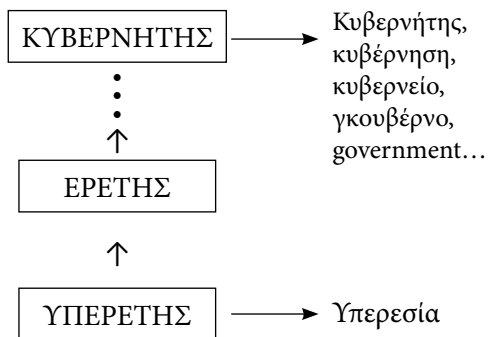 ΚΥΒΕΡΝΗΤΗΣ
Κυβερνήτης,
κυβέρνηση,
κυβερνείο,
γκουβέρνο,
government…
ΕΡΕΤΗΣ
ΥΠΕΡΕΤΗΣ
Υπερεσία